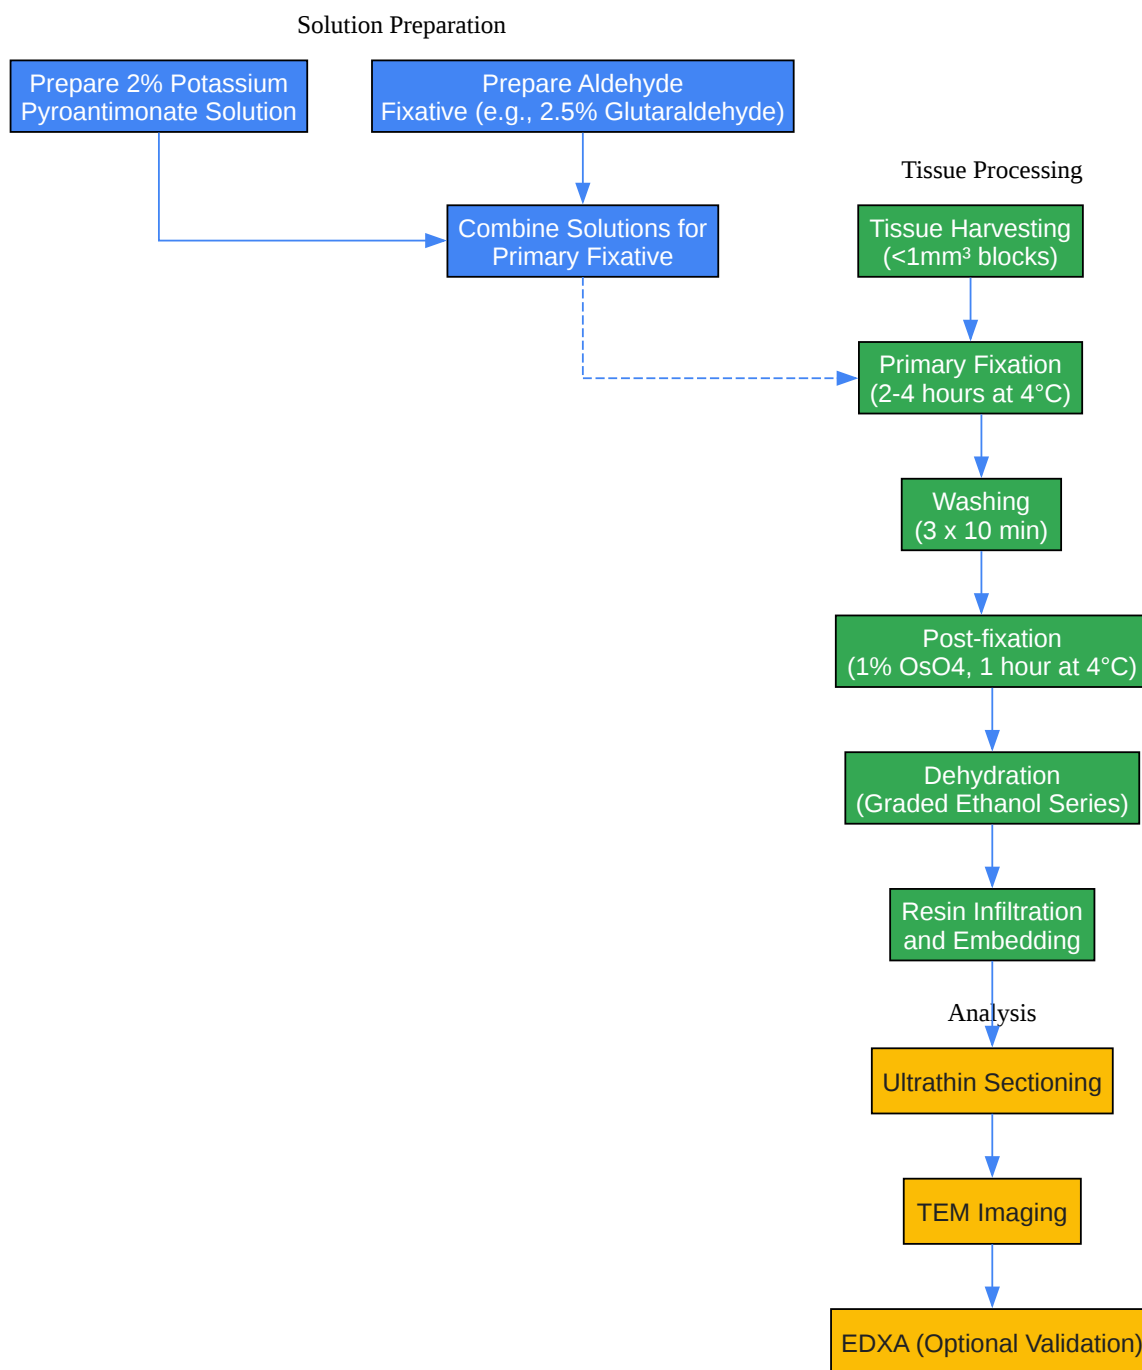 Solution Preparation
Prepare 2% Potassium
Pyroantimonate Solution
Prepare Aldehyde
Fixative (e.g., 2.5% Glutaraldehyde)
Combine Solutions for
Primary Fixative
Tissue Processing
Tissue Harvesting
(<1mm³ blocks)
Primary Fixation
(2-4 hours at 4°C)
Washing
(3 x 10 min)
Post-fixation
(1% OsO4, 1 hour at 4°C)
Dehydration
(Graded Ethanol Series)
Resin Infiltration
and Embedding
Analysis
Ultrathin Sectioning
TEM Imaging
EDXA (Optional Validation)